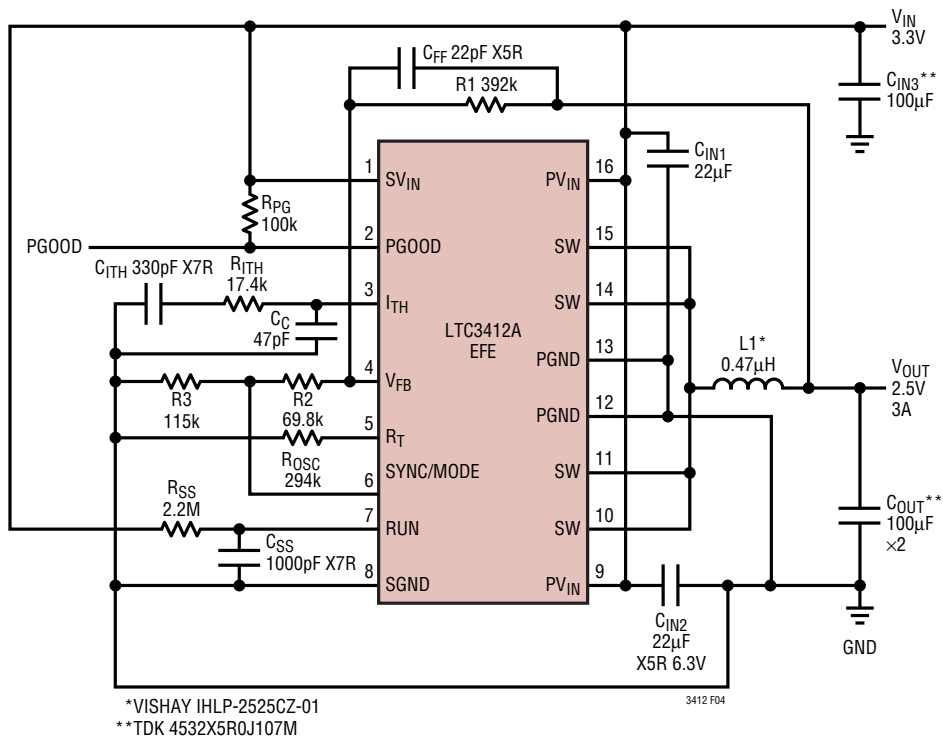 V_IN
3.3V
C_FF 22pF X5R
R1 392k
C_IN3**
100µF
C_IN1
22µF
1
SV_IN
PV_IN
16
R_PG
100k
PGOOD
2
PGOOD
SW
15
C_ITH 330pF X7R
R_ITH
17.4k
3
I_TH
SW
14
C_C
47pF
LTC3412A
EFE
PGND
13
L1*
0.47µH
4
V_FB
V_OUT
2.5V
3A
R3
115k
R2
69.8k
PGND
12
5
R_T
R_OSC
294k
6
SYNC/MODE
SW
11
R_SS
2.2M
7
RUN
SW
10
C_OUT**
100µF
×2
C_SS
1000pF X7R
8
SGND
PV_IN
9
C_IN2
22µF
X5R 6.3V
GND
3412 F04
*VISHAY IHLP-2525CZ-01
**TDK 4532X5R0J107M